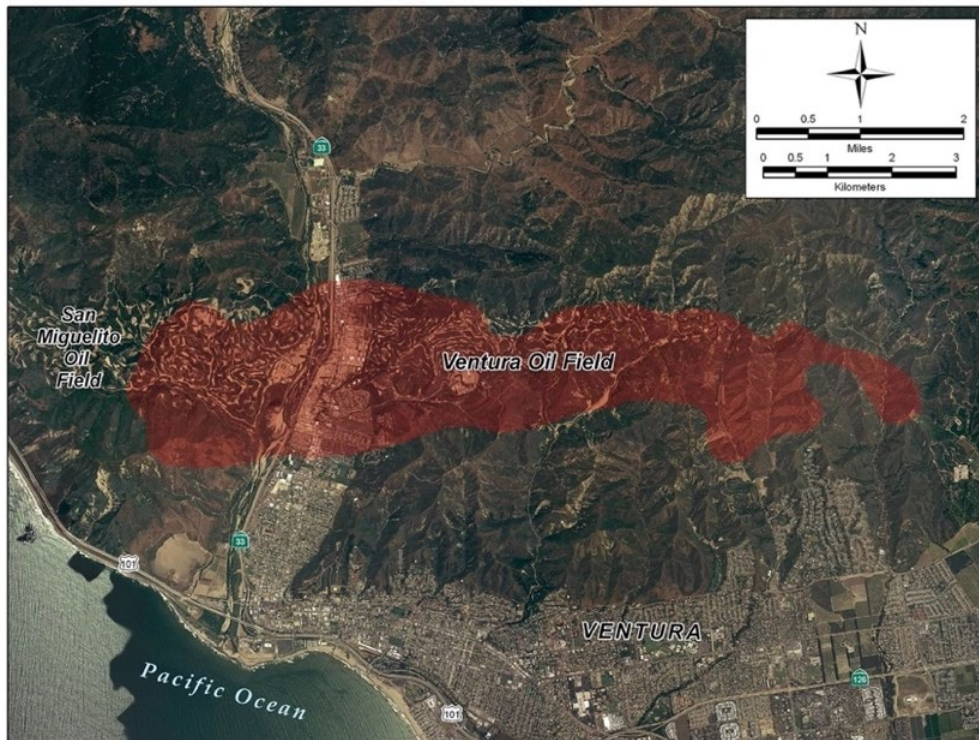 N
0 0.5 1 2
Miles
0 0.5 1 2 3
Kilometers
33
San
Miguelito
Oil
Field
Ventura Oil Field
33
101
VENTURA
126
Pacific Ocean
101